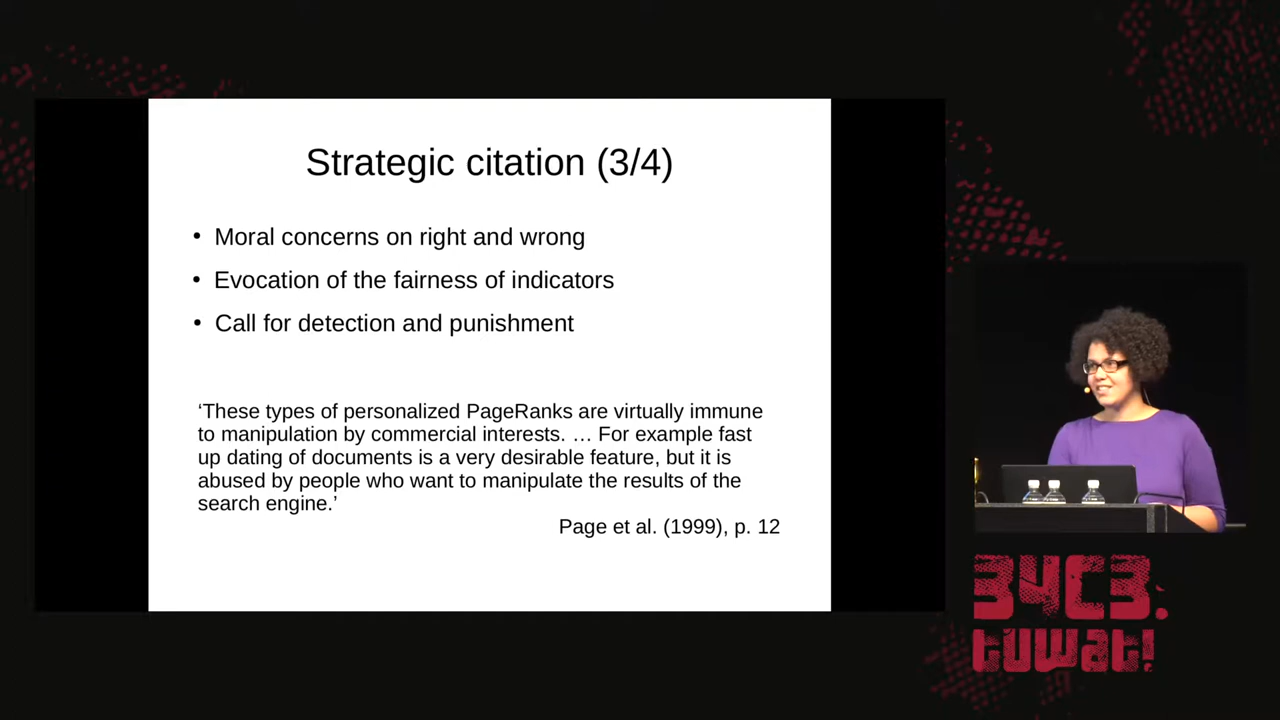 Strategic citation (3/4)
• Moral concerns on right and wrong
• Evocation of the fairness of indicators
• Call for detection and punishment
‘These types of personalized PageRanks are virtually immune
to manipulation by commercial interests. … For example fast
up dating of documents is a very desirable feature, but it is
abused by people who want to manipulate the results of the
search engine.’
Page et al. (1999), p. 12
34C3.
tuwat!